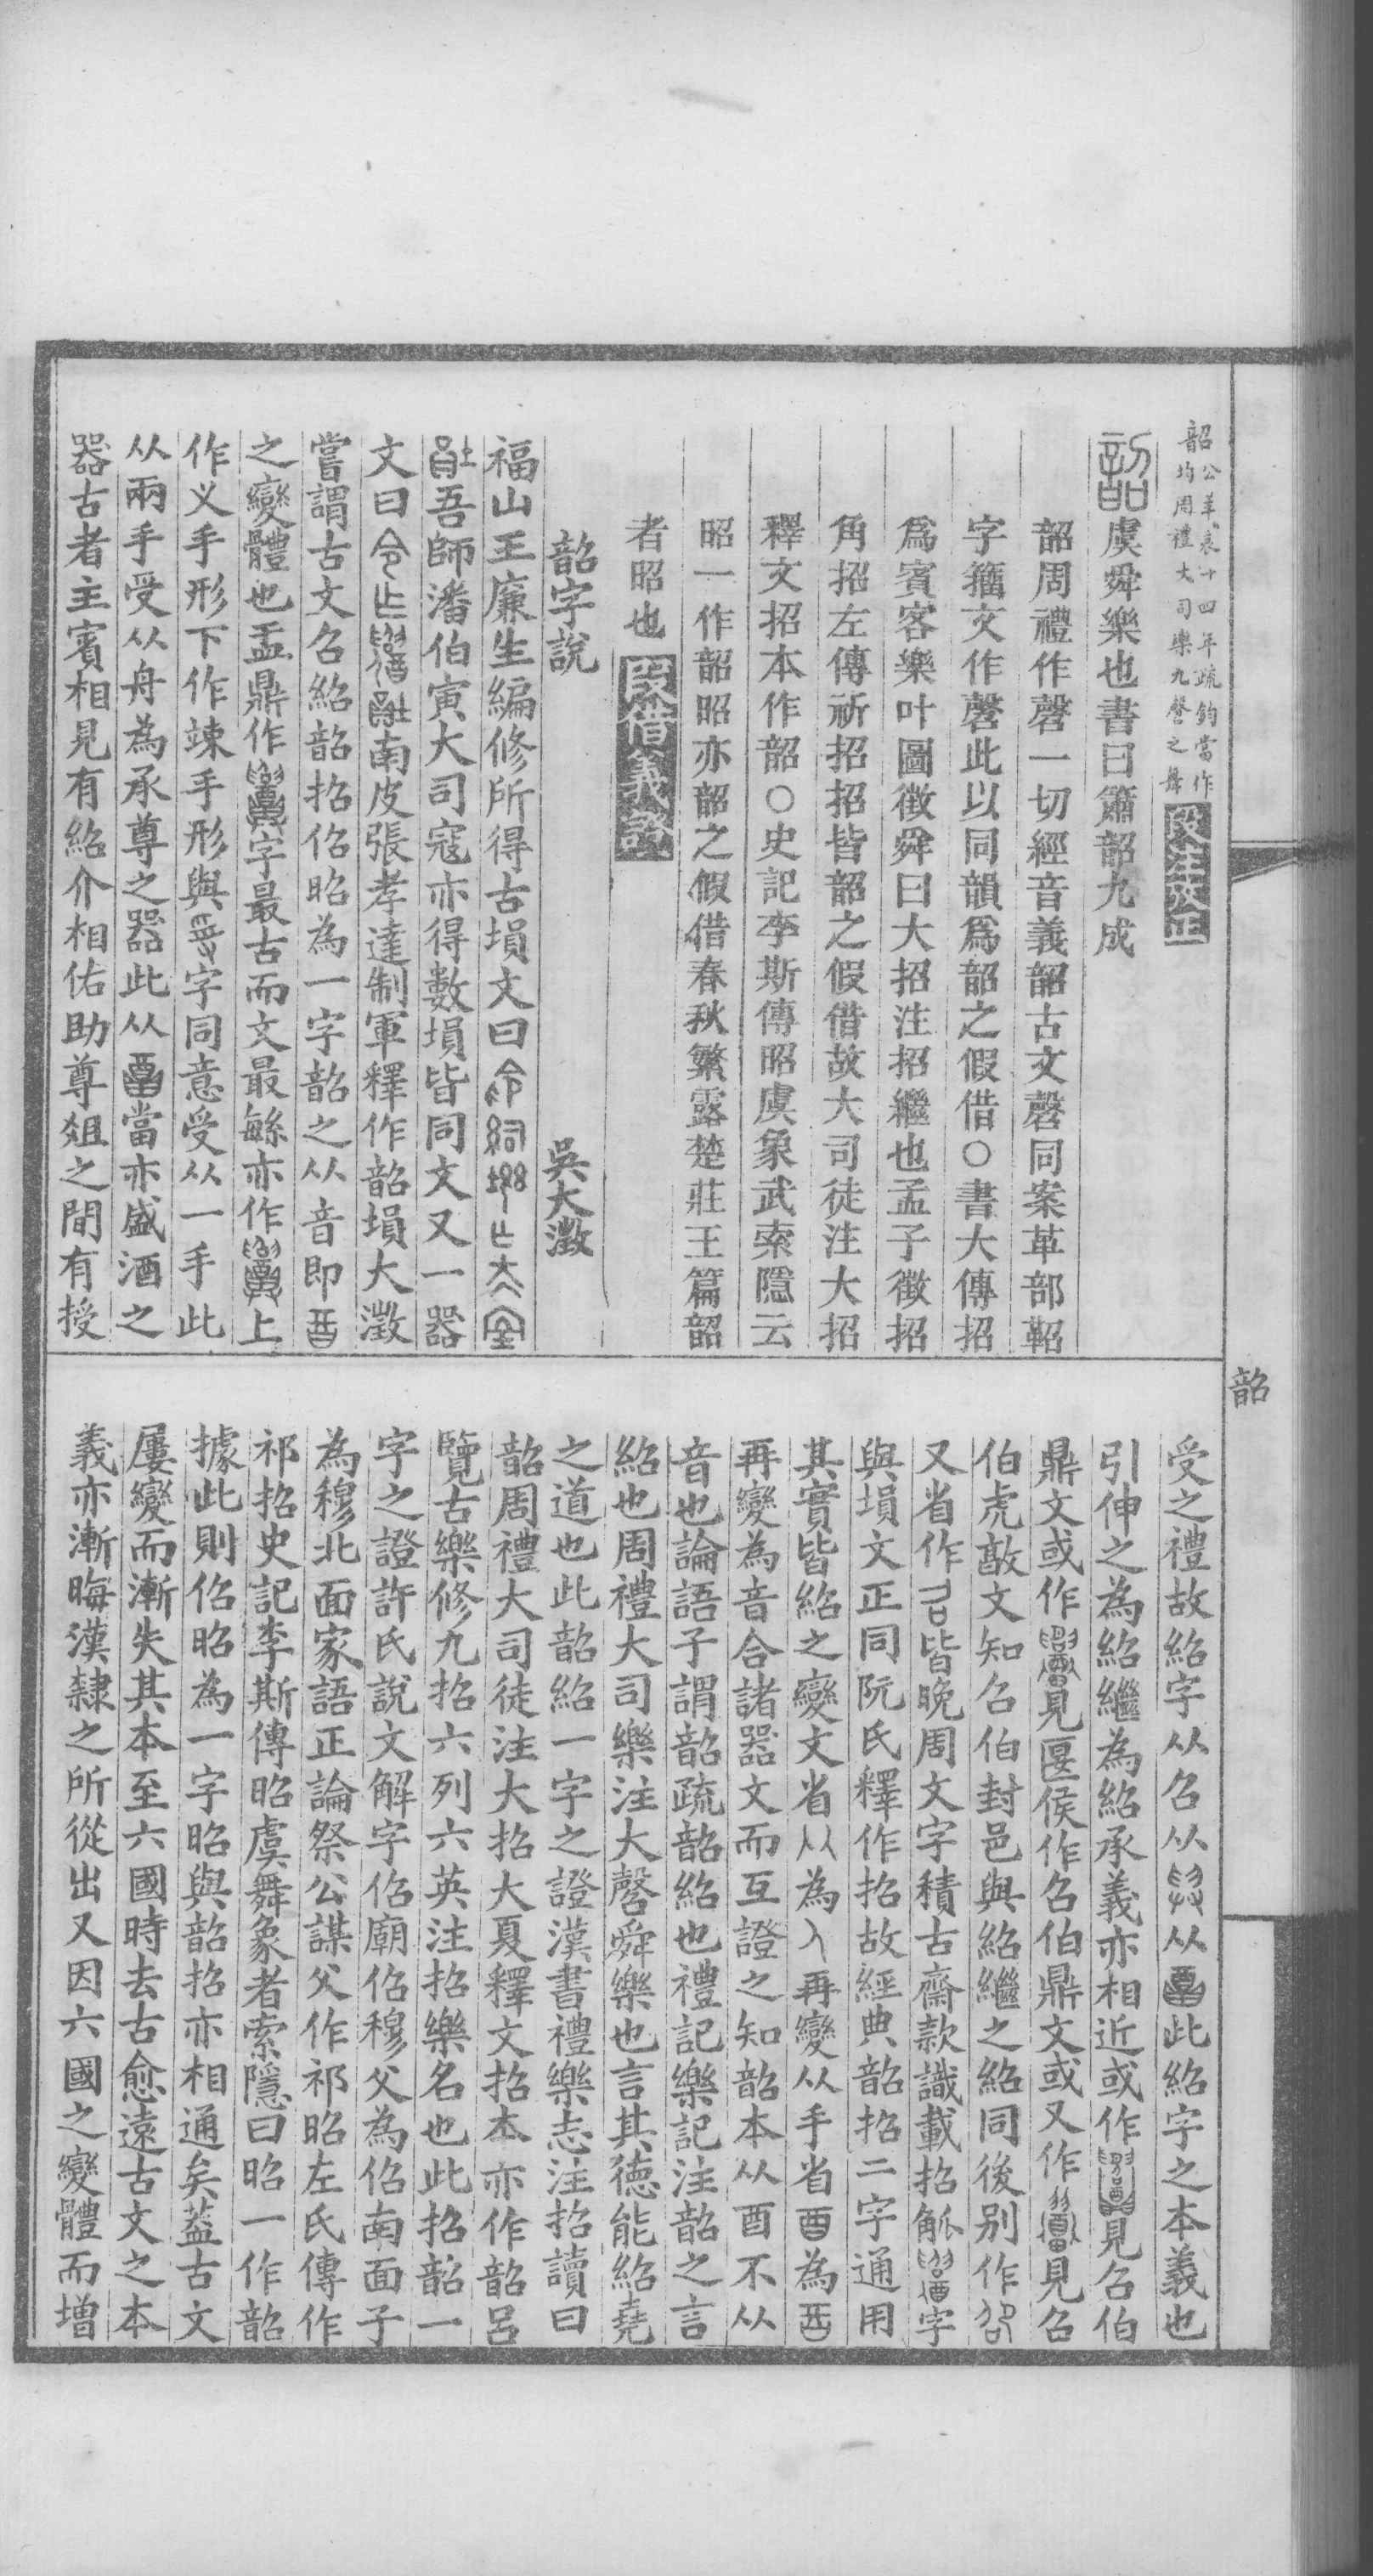 韶公羊哀十四年疏鈞當作
韶均周禮大司樂九磬之舞段注攷正
虞舜樂也書曰簫韶九成
韶周禮作磬一切經音義韶古文磬同案革部鞀
字籀文作磬此以同韻爲韶之假借○書大傳招
爲賓客樂叶圖徵舜曰大招注招繼也孟子徵招
角招左傳祈招招皆韶之假借故大司徒注大招
釋文招本作韶○史記李斯傳昭虞象武索隱云
昭一作韶昭亦韶之假借春秋繁露楚莊王篇韶
者昭也段借義證
韶字說 吳大澂
福山王廉生編修所得古塤文曰
吾師潘伯寅大司寇亦得數塤皆同文又一器
文曰南皮張孝達制軍釋作韶塤大澂
嘗謂古文召紹韶招佋昭為一字韶之从音即
之變體也盂鼎作字最古而文最緐亦作上
作义手形下作竦手形與字同意受从一手此
从兩手受从舟為承尊之器此从當亦盛酒之
器古者主賓相見有紹介相佑助尊俎之間有授
韶
受之禮故紹字从召从从此紹字之本義也
引伸之為紹繼為紹承義亦相近或作見召伯
鼎文或作見匽侯作召伯鼎文或又作見召
伯虎敦文知召伯封邑與紹繼之紹同後别作
又省作皆晚周文字積古齋款識載招觚字
與塤文正同阮氏釋作招故經典韶招二字通用
其實皆紹之變文省从為入再變从手省酉為
再變為音合諸器文而互證之知韶本从酉不从
音也論語子謂韶疏韶紹也禮記樂記注韶之言
紹也周禮大司樂注大磬舜樂也言其德能紹堯
之道也此韶紹一字之證漢書禮樂志注招讀曰
韶周禮大司徒注大招大夏釋文招本亦作韶呂
覽古樂修九招六列六英注招樂名也此招韶一
字之證許氏說文解字佋廟佋穆父為佋南面子
為穆北面家語正論祭公謀父作祁昭左氏傳作
祁招史記李斯傳昭虞舞象者索隱曰昭一作韶
據此則佋昭為一字昭與韶招亦相通矣葢古文
屢變而漸失其本至六國時去古愈遠古文之本
義亦漸晦漢隸之所從出又因六國之變體而增